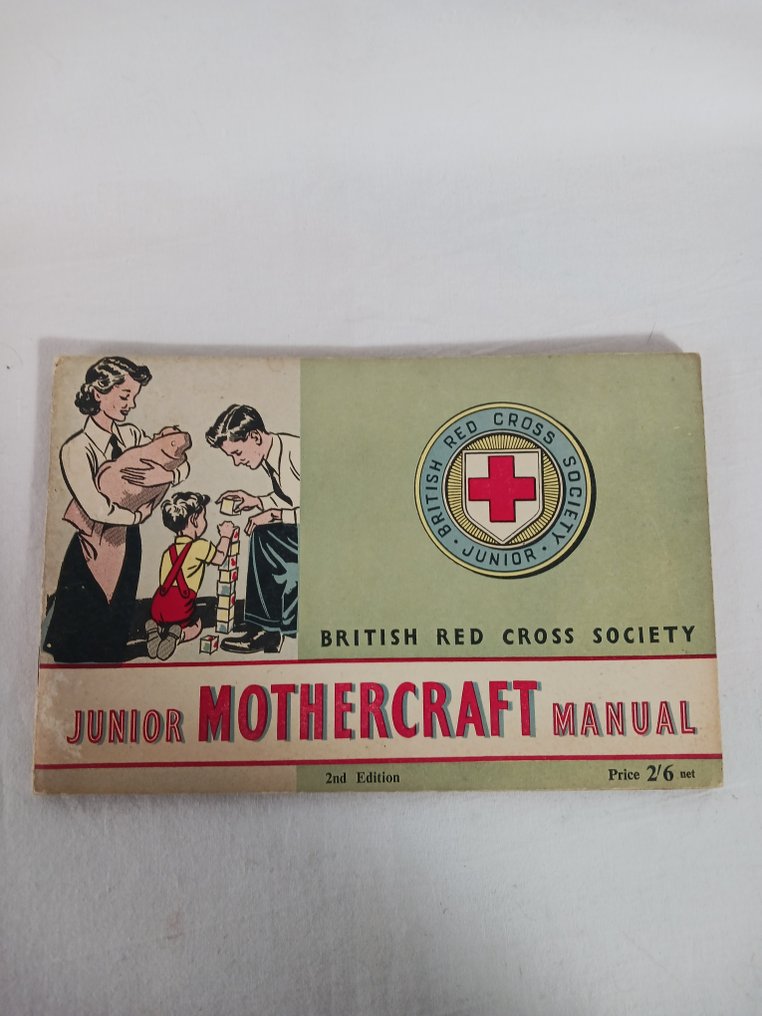 BRITISH RED CROSS SOCIETY
· JUNIOR ·
BRITISH RED CROSS SOCIETY
JUNIOR MOTHERCRAFT MANUAL
2nd Edition
Price 2'6 net